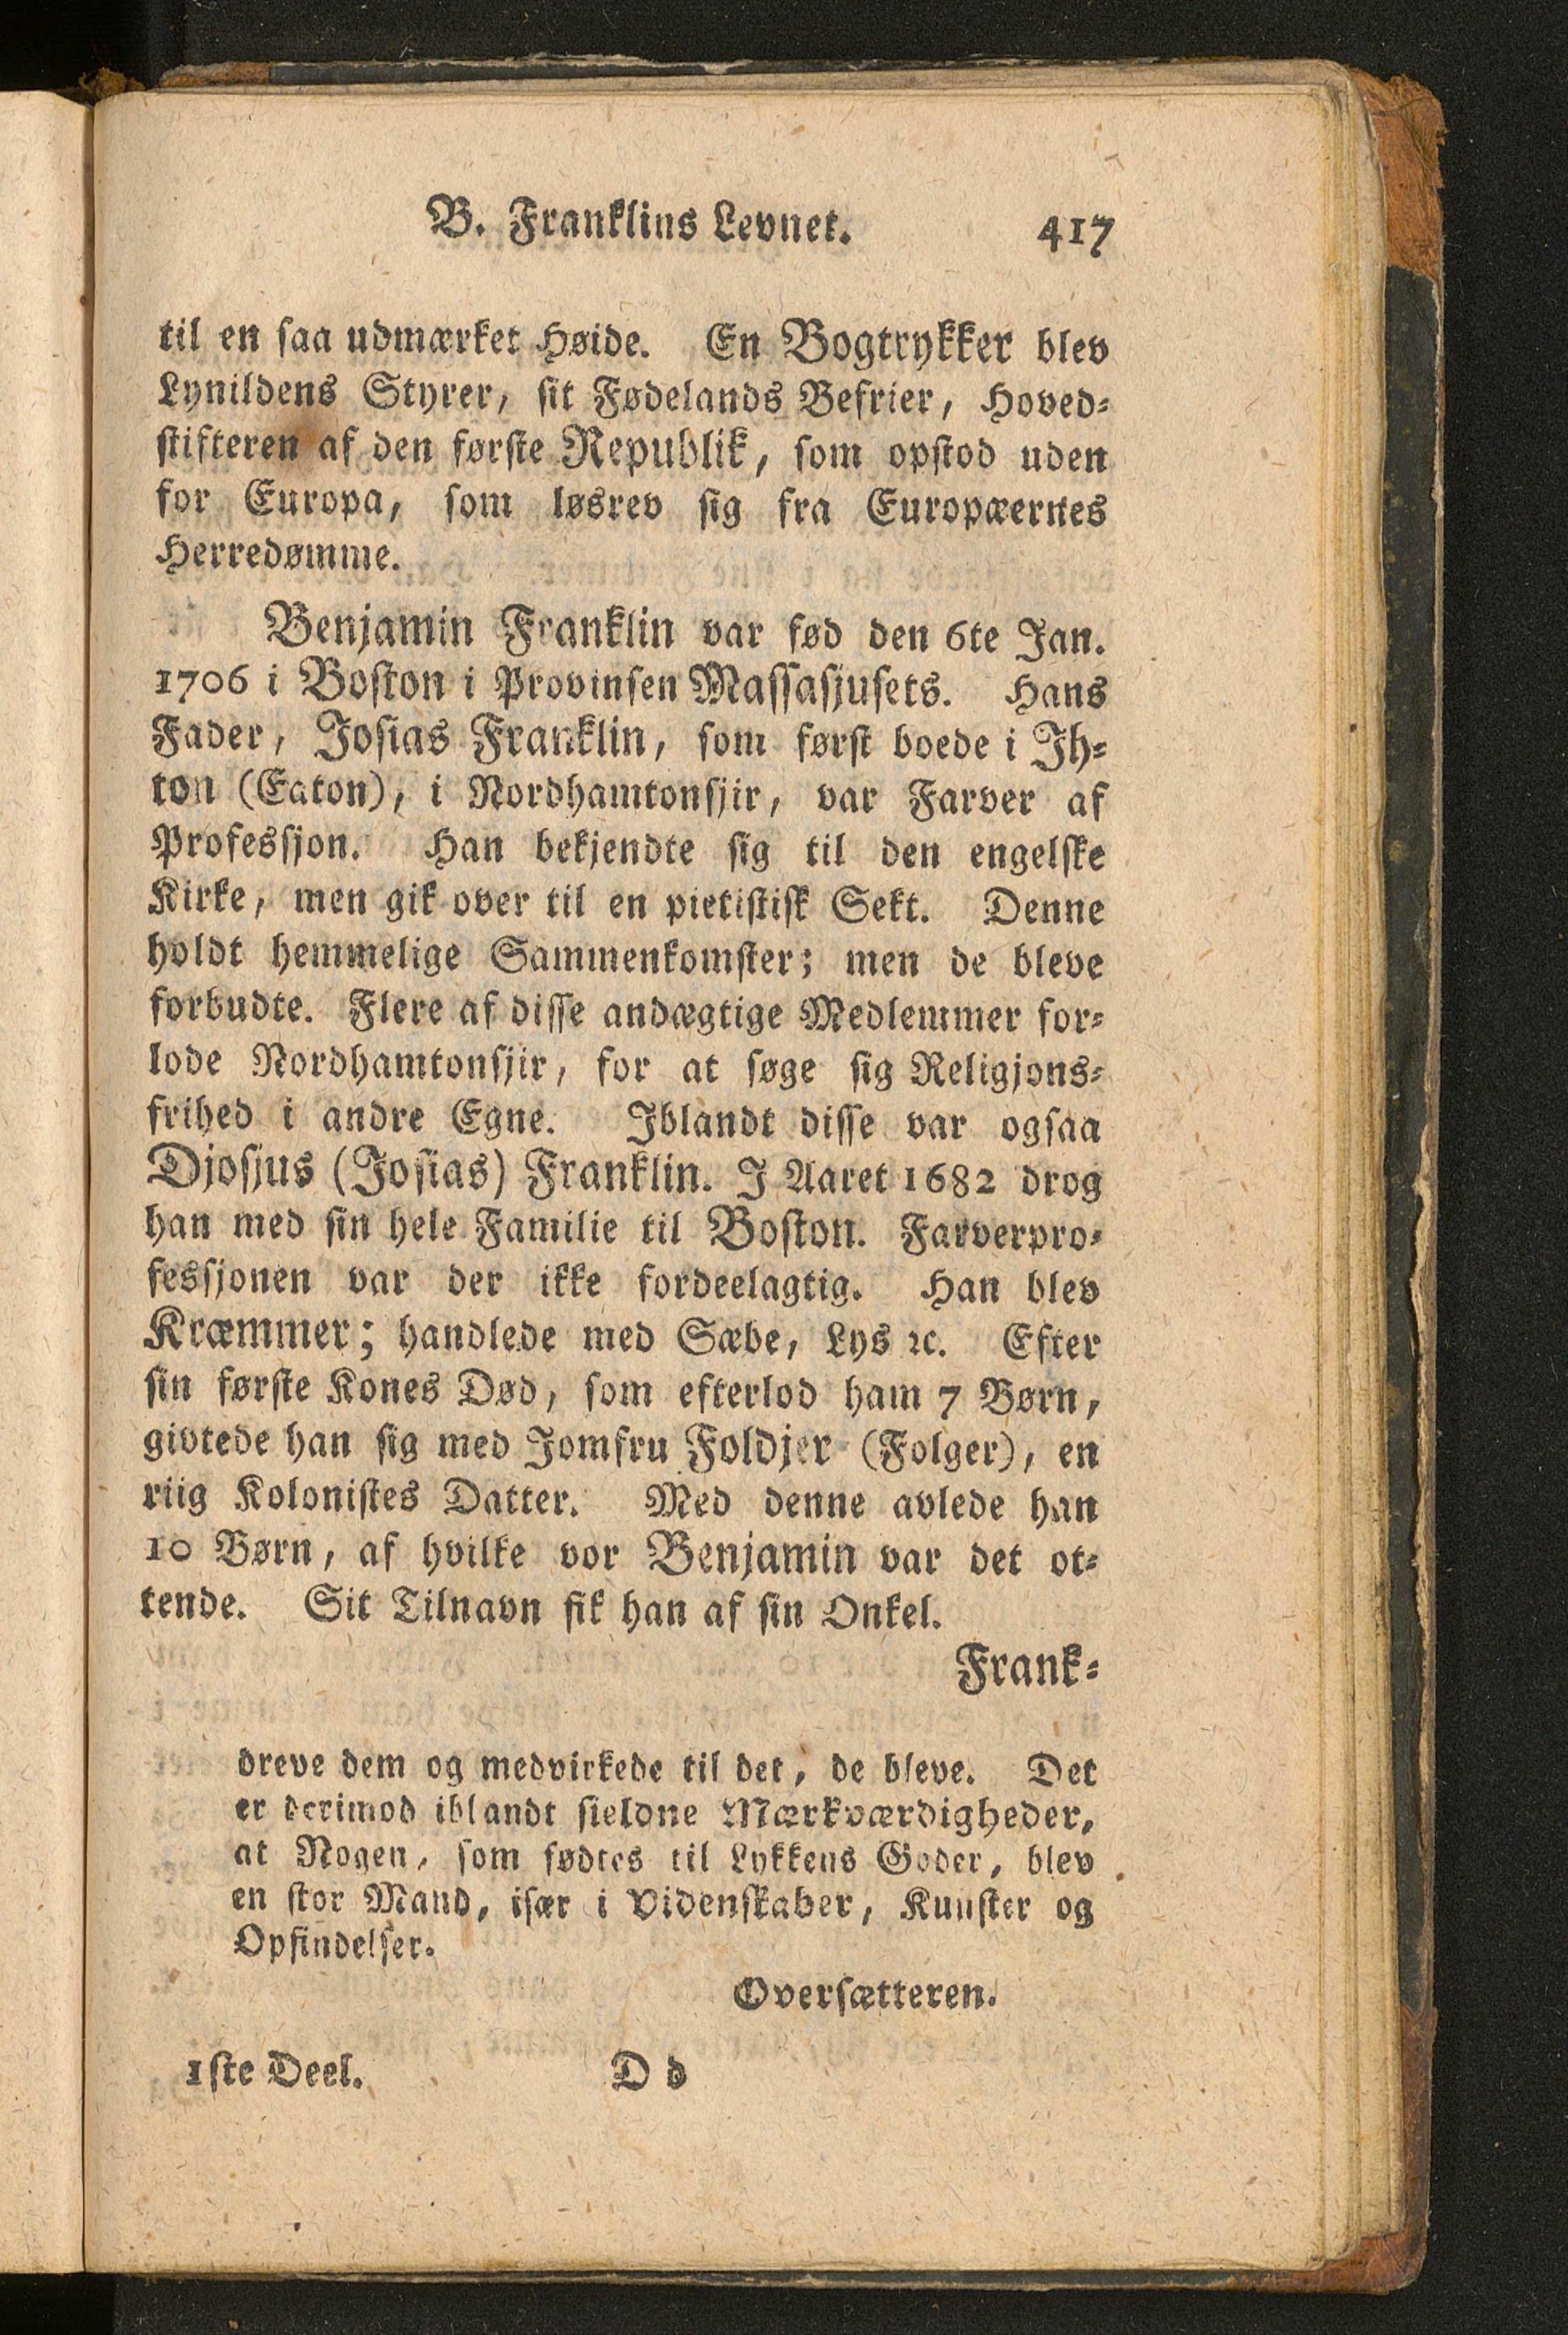 B. Franklins Levnet. 417
til en saa udmærket Høide. En Bogtrykker blev
Lynildens Styrer, sit Fødelands Befrier, Hoved-
stifteren af den første Republik, som opstod uden
for Europa, som løsrev sig fra Europæernes
Herredømme.
Benjamin Franklin var fød den 6te Jan.
1706 i Boston i Provinsen Massasjusets. Hans
Fader, Josias Franklin, som først boede i Ih-
ton (Eaton), i Nordhamtonsjir, var Farver af
Professjon. Han bekjendte sig til den engelske
Kirke, men gik over til en pietistisk Sekt. Denne
holdt hemmelige Sammenkomster; men de bleve
forbudte. Flere af disse andægtige Medlemmer for-
lode Nordhamtonsjir, for at søge sig Religjons-
frihed i andre Egne. Iblandt disse var ogsaa
Djosjus (Josias) Franklin. I Aaret 1682 drog
han med sin hele Familie til Boston. Farverpro-
fessjonen var der ikke fordeelagtig. Han blev
Kræmmer; handlede med Sæbe, Lys ꝛc. Efter
sin første Kones Død, som efterlod ham 7 Børn,
givtede han sig med Jomfru Foldjer (Folger), en
riig Kolonistes Datter. Med denne avlede han
10 Børn, af hvilke vor Benjamin var det ot-
tende. Sit Tilnavn fik han af sin Onkel.
Frank-
dreve dem og medvirkede til det, de bleve. Det
er derimod iblandt sieldne Mærkværdigheder,
at Nogen, som fødtes til Lykkens Goder, blev
en stor Mand, især i Videnskaber, Kunster og
Opfindelser.
Oversætteren.
1ste Deel. D d